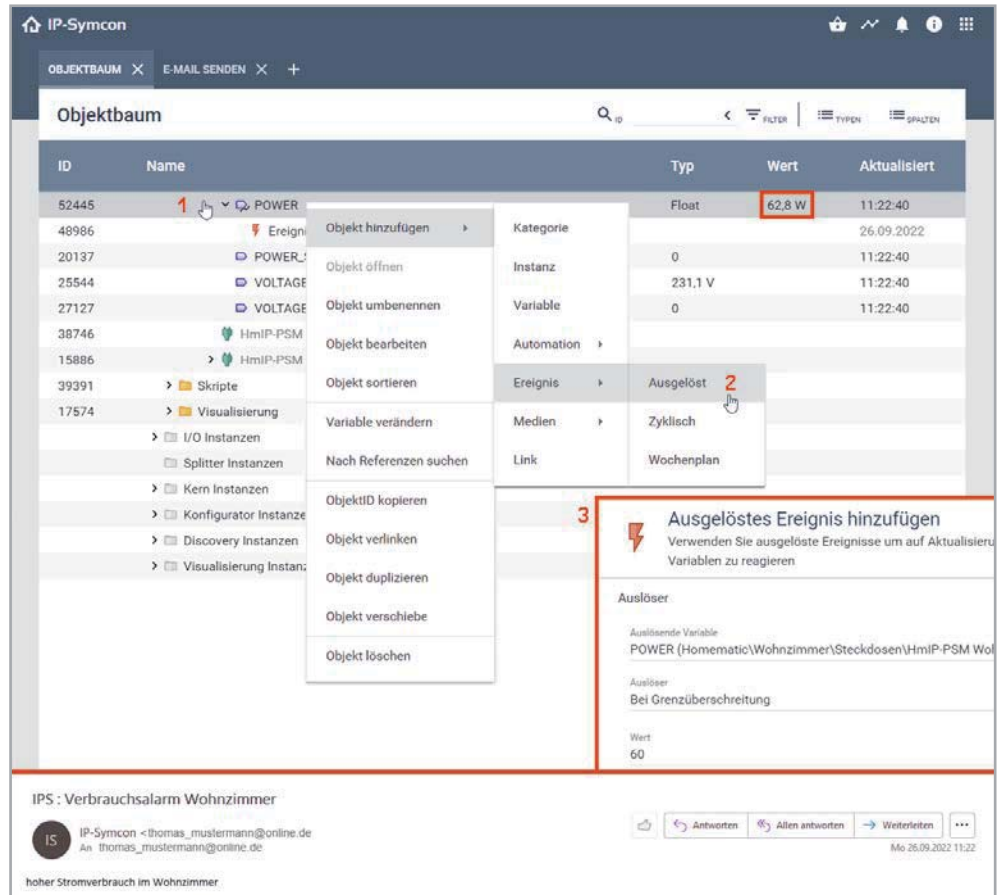 IP-Symcon
OBJEKTBAUM E-MAIL SENDEN
Objektbaum ID FILTER TYPEN SPALTEN
ID Name Typ Wert Aktualisiert
52445 1 POWER Float 62,8 W 11:22:40
48986 Ereign 26.09.2022
20137 POWER_ 0 11:22:40
25544 VOLTAGE 231,1 V 11:22:40
27127 VOLTAGE 0 11:22:40
38746 HmIP-PSM
15886 HmIP-PSM
39391 Skripte
17574 Visualisierung
I/O Instanzen
Splitter Instanzen
Kern Instanzen
Konfigurator Instanze
Discovery Instanzen
Visualisierung Instanz
Objekt hinzufügen
Objekt öffnen
Objekt umbenennen
Objekt bearbeiten
Objekt sortieren
Variable verändern
Nach Referenzen suchen
ObjektID kopieren
Objekt verlinken
Objekt duplizieren
Objekt verschiebe
Objekt löschen
Kategorie
Instanz
Variable
Automation
Ereignis
Medien
Link
Ausgelöst 2
Zyklisch
Wochenplan
3
Ausgelöstes Ereignis hinzufügen
Verwenden Sie ausgelöste Ereignisse um auf Aktualisieru
Variablen zu reagieren
Auslöser
Auslösende Variable
POWER (Homematic\Wohnzimmer\Steckdosen\HmIP-PSM Wol
Auslöser
Bei Grenzüberschreitung
Wert
60
IPS : Verbrauchsalarm Wohnzimmer
IS
IP-Symcon <thomas_mustermann@online.de
An thomas_mustermann@online.de
Antworten Allen antworten Weiterleiten
Mo 26.09.2022 11:22
hoher Stromverbrauch im Wohnzimmer